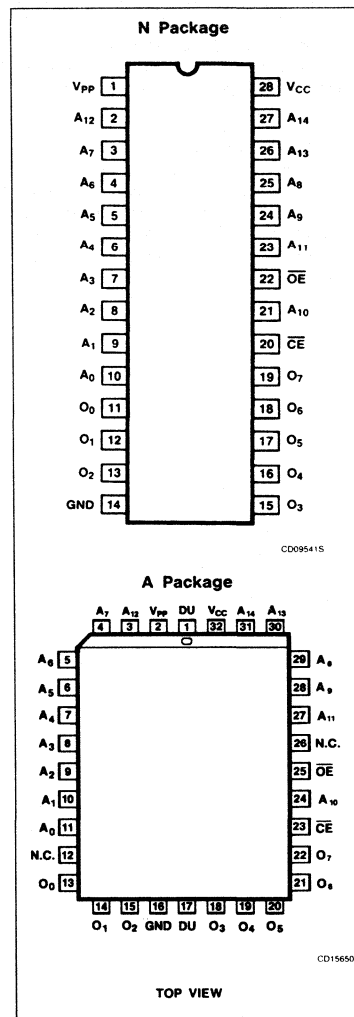 N Package
VPP 1 28 VCC
A12 2 27 A14
A7 3 26 A13
A6 4 25 A8
A5 5 24 A9
A4 6 23 A11
A3 7 22 OE
A2 8 21 A10
A1 9 20 CE
A0 10 19 O7
O0 11 18 O6
O1 12 17 O5
O2 13 16 O4
GND 14 15 O3
CD09541S
A Package
A7 A12 VPP DU VCC A14 A13
4 3 2 1 32 31 30
A6 5 29 A8
A5 6 28 A9
A4 7 27 A11
A3 8 26 N.C.
A2 9 25 OE
A1 10 24 A10
A0 11 23 CE
N.C. 12 22 O7
O0 13 21 O6
14 15 16 17 18 19 20
O1 O2 GND DU O3 O4 O5
CD15650
TOP VIEW